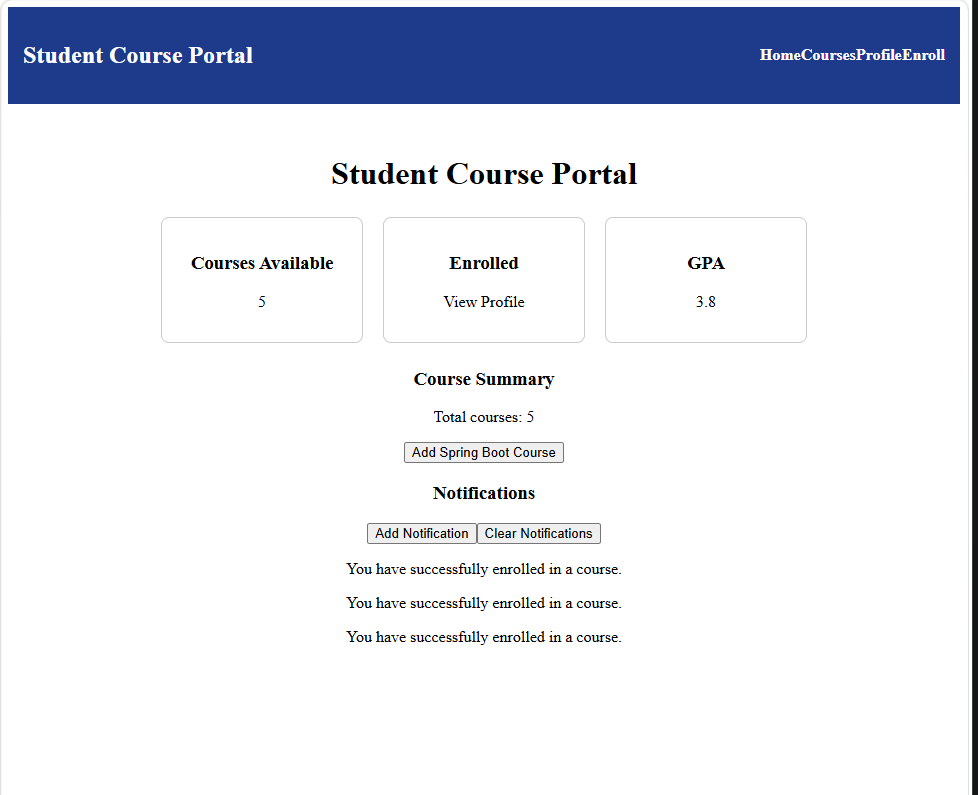 Student Course Portal
HomeCoursesProfileEnroll
Student Course Portal
Courses Available
5
Enrolled
View Profile
GPA
3.8
Course Summary
Total courses: 5
Add Spring Boot Course
Notifications
Add Notification
Clear Notifications
You have successfully enrolled in a course.
You have successfully enrolled in a course.
You have successfully enrolled in a course.